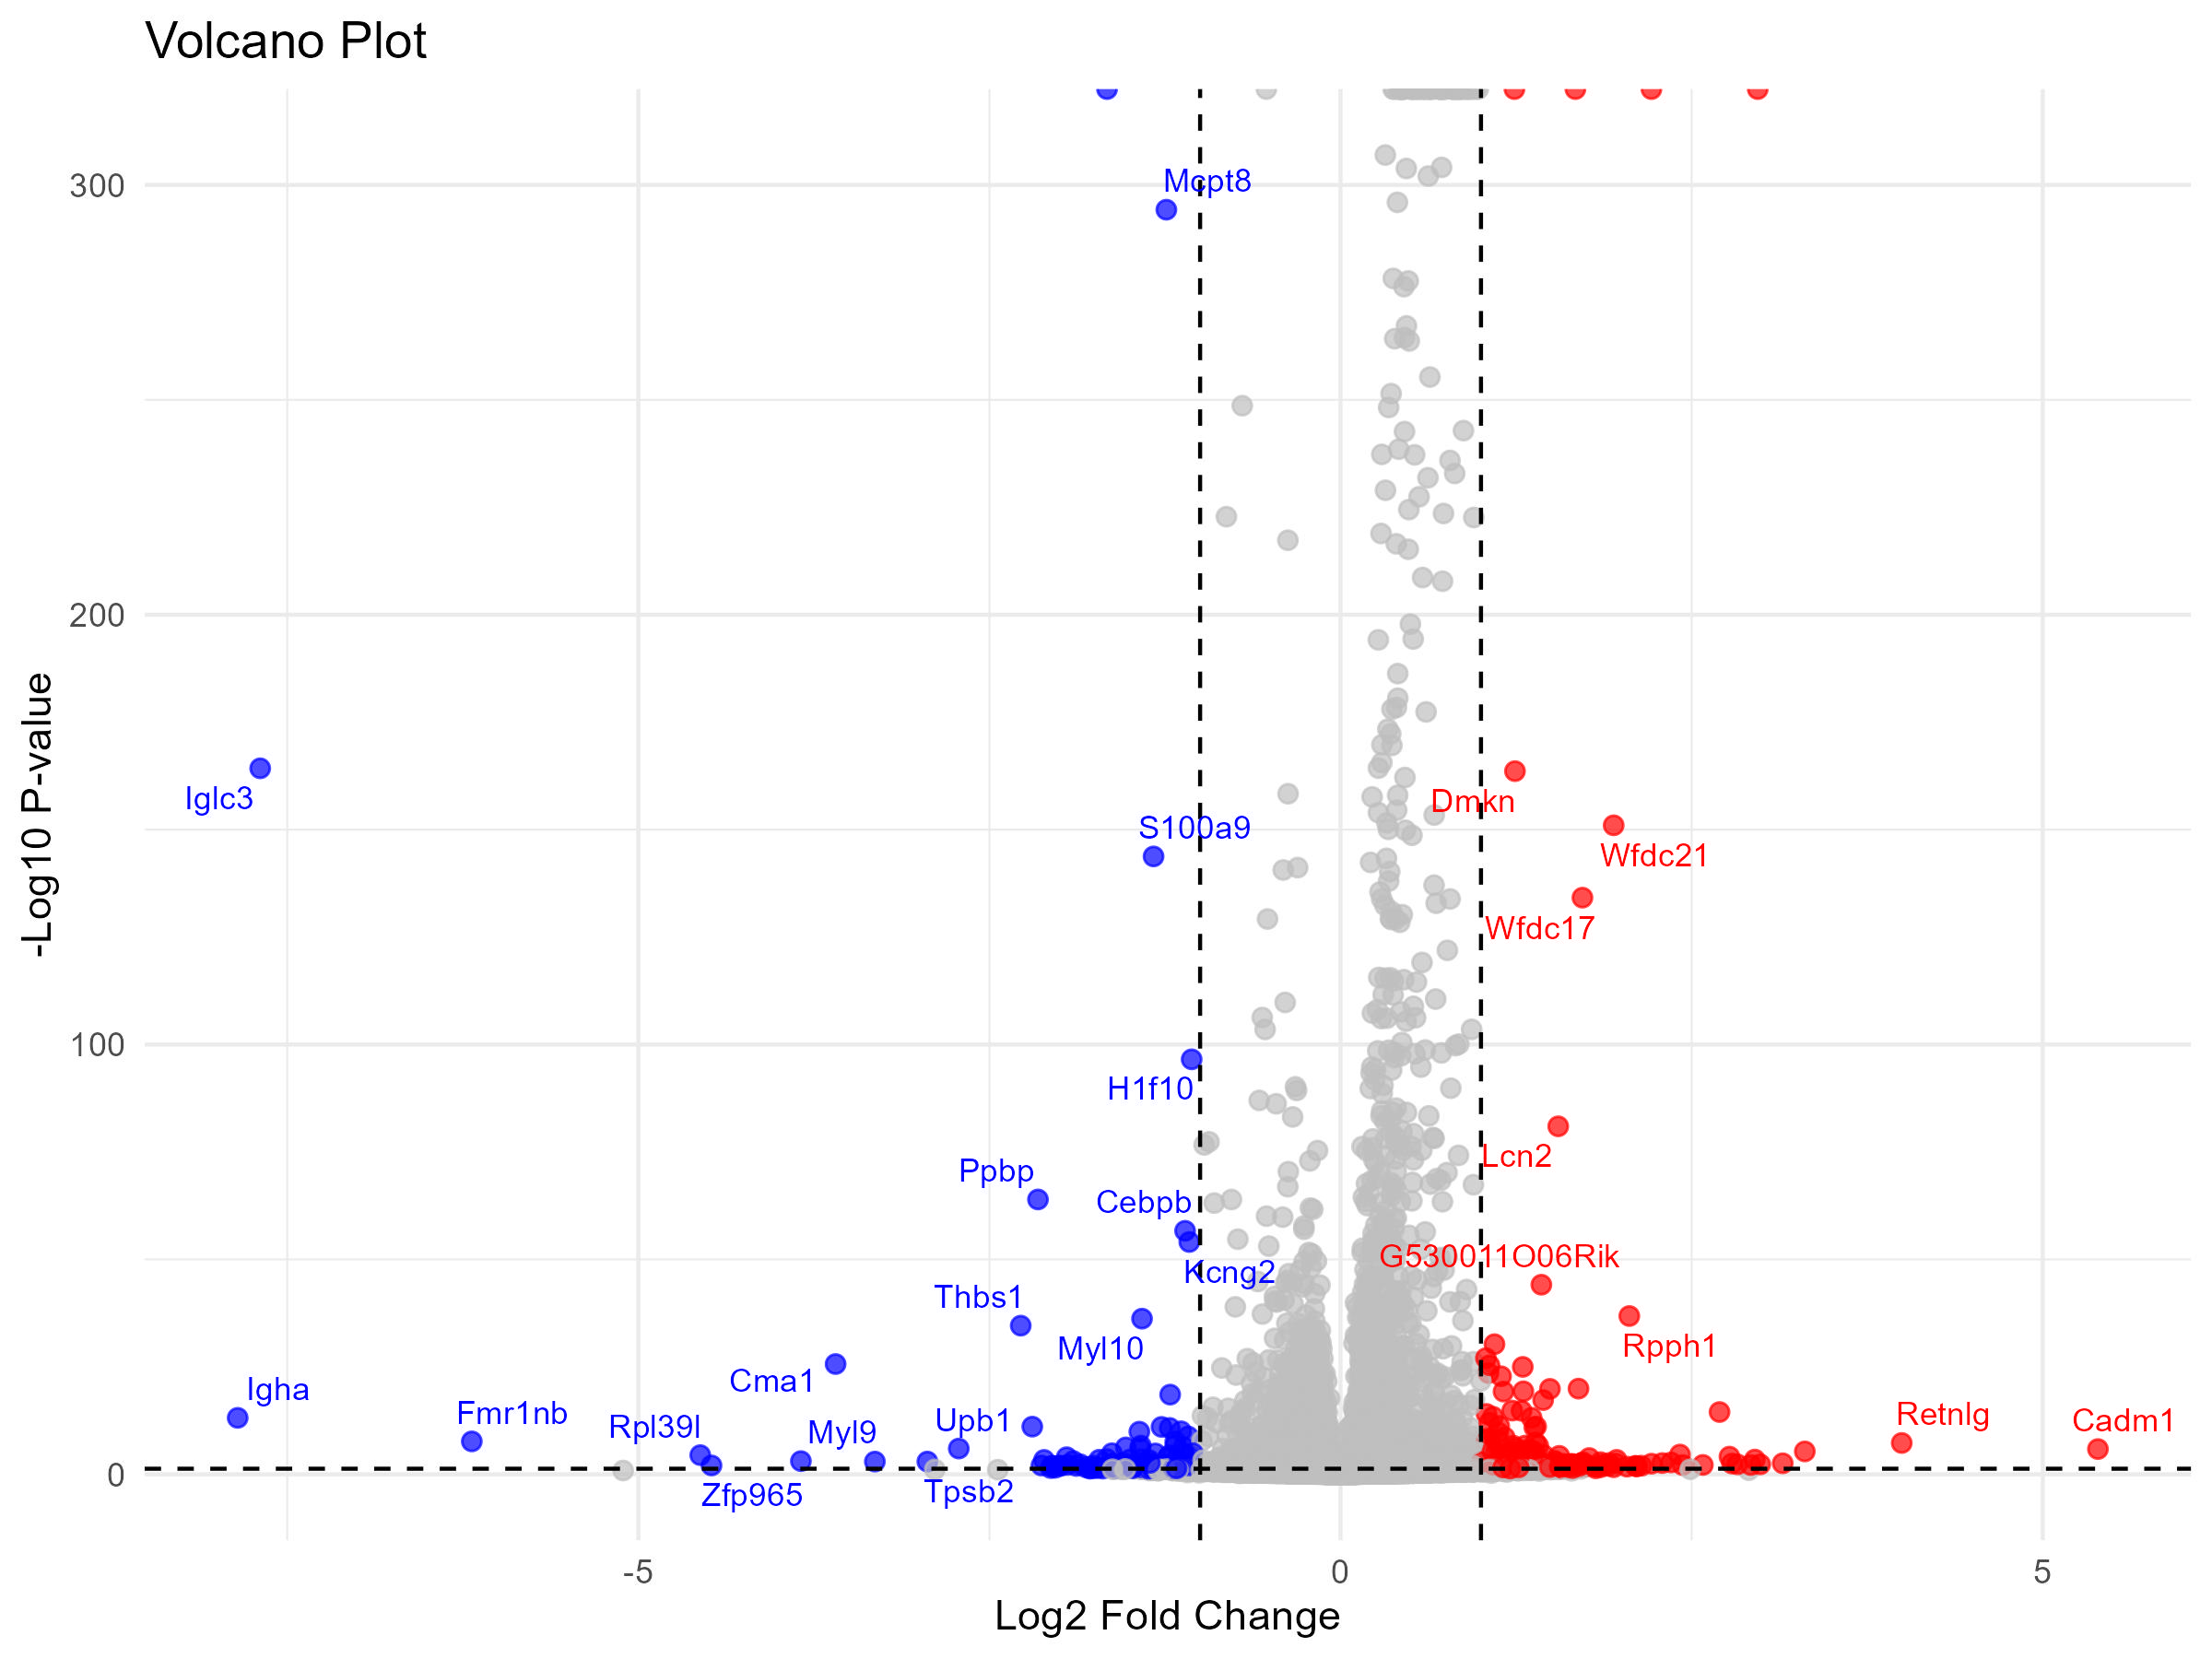 Volcano Plot
300
200
100
0
-Log10 P-value
Mcpt8
Iglc3
S100a9
Dmkn
Wfdc21
Wfdc17
H1f10
Lcn2
Ppbp
Cebpb
Kcng2
G530011O06Rik
Thbs1
Myl10
Rpph1
Cma1
Igha
Fmr1nb
Rpl39l
Myl9
Upb1
Retnlg
Cadm1
Zfp965
Tpsb2
-5
0
5
Log2 Fold Change